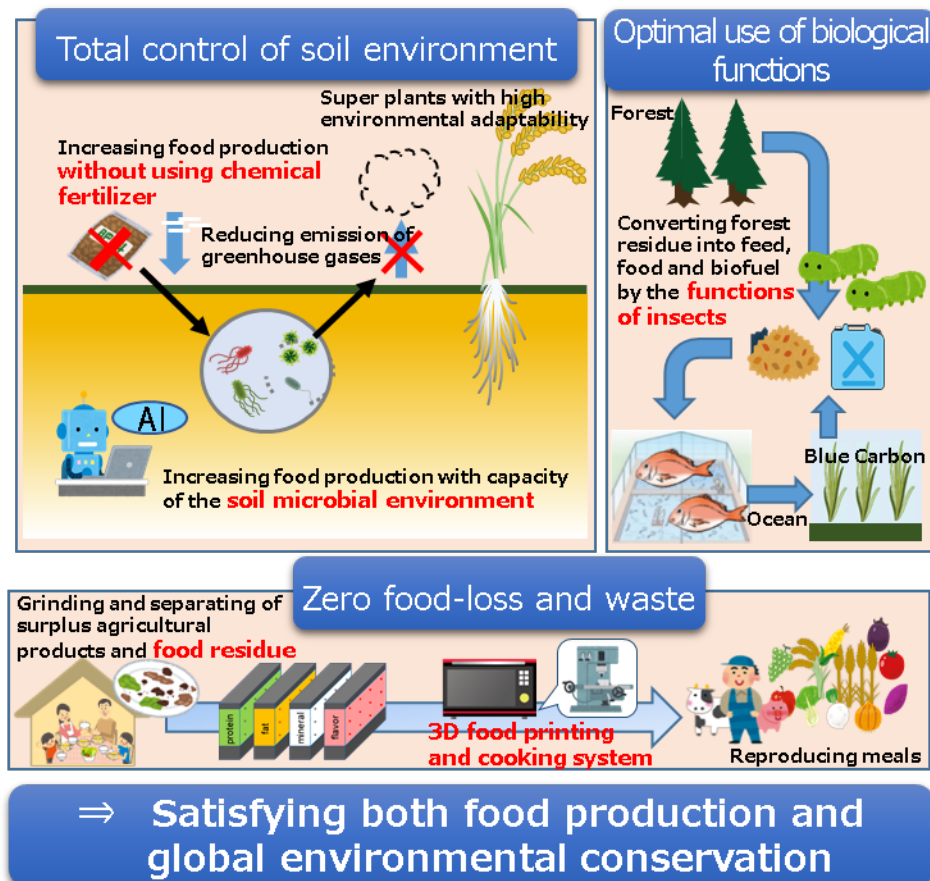 Total control of soil environment
Super plants with high
environmental adaptability
Increasing food production
without using chemical
fertilizer
Reducing emission of
greenhouse gases
AI
Increasing food production with capacity
of the soil microbial environment
Optimal use of biological
functions
Forest
Converting forest
residue into feed,
food and biofuel
by the functions
of insects
Blue Carbon
Ocean
Zero food-loss and waste
Grinding and separating of
surplus agricultural
products and food residue
protein
fat
mineral
flavor
3D food printing
and cooking system
Reproducing meals
⇒ Satisfying both food production and
global environmental conservation